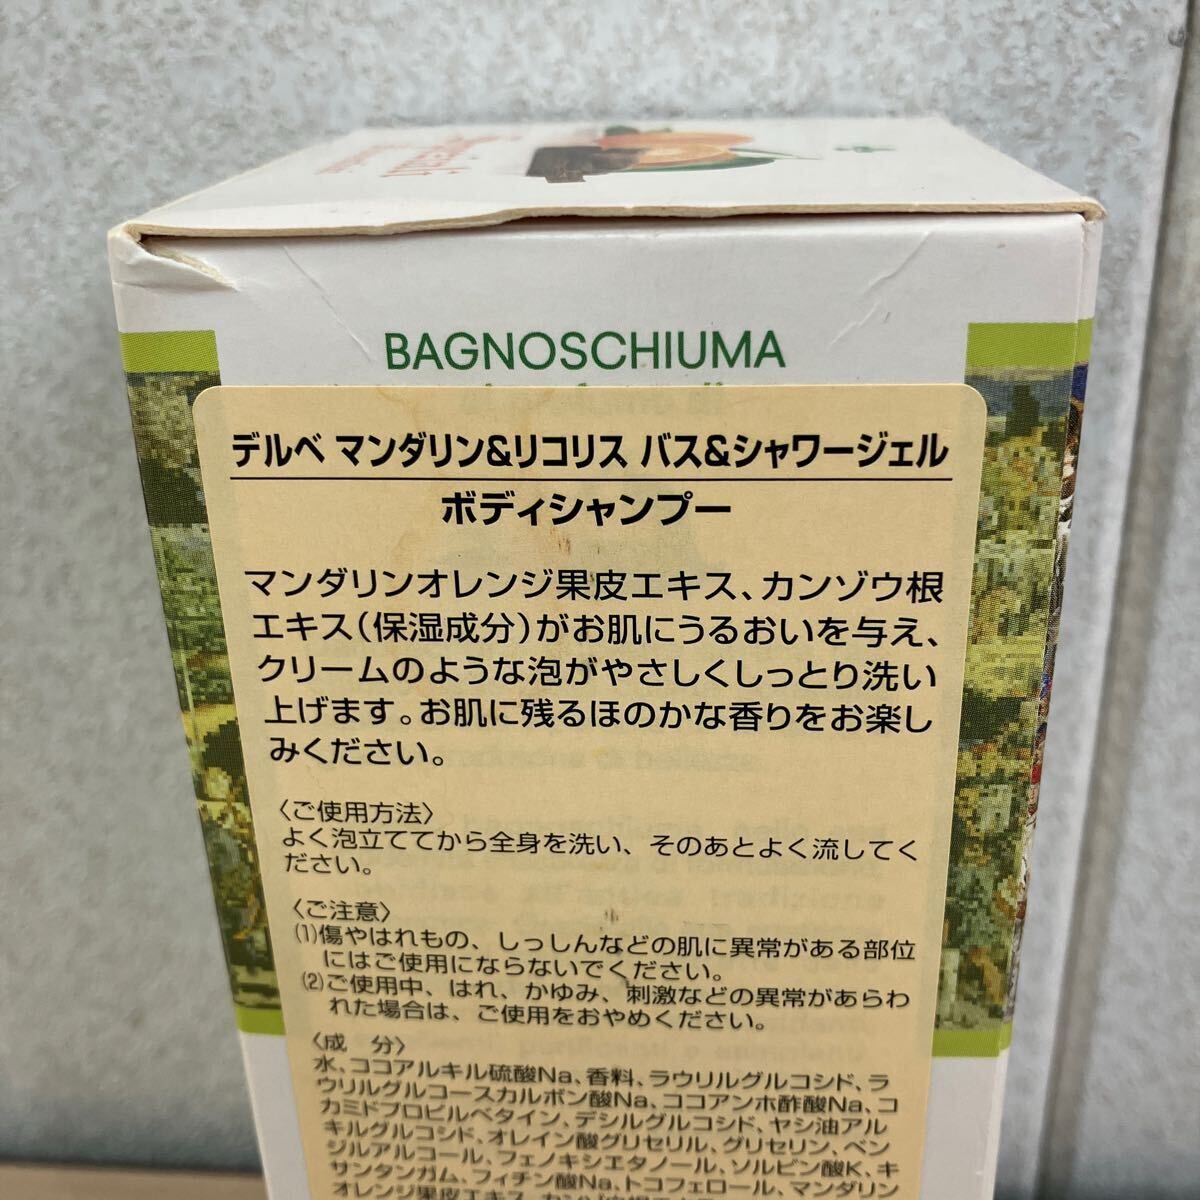 BAGNOSCHIUMA
デルベ マンダリン&リコリス バス&シャワージェル
ボディシャンプー
マンダリンオレンジ果皮エキス、カンゾウ根
エキス(保湿成分)がお肌にうるおいを与え、
クリームのような泡がやさしくしっとり洗い
上げます。お肌に残るほのかな香りをお楽し
みください。
〈ご使用方法〉
よく泡立ててから全身を洗い、そのあとよく流してく
ださい。
〈ご注意〉
(1)傷やはれもの、しっしんなどの肌に異常がある部位
にはご使用にならないでください。
(2)ご使用中、はれ、かゆみ、刺激などの異常があらわ
れた場合は、ご使用をおやめください。
〈成 分〉
水、ココアルキル硫酸Na、香料、ラウリルグルコシド、ラ
ウリルグルコースカルボン酸Na、ココアンホ酢酸Na、コ
カミドプロピルベタイン、デシルグルコシド、ヤシ油アル
キルグルコシド、オレイン酸グリセリル、グリセリン、ベン
ジルアルコール、フェノキシエタノール、ソルビン酸K、キ
サンタンガム、フィチン酸Na、トコフェロール、マンダリン
オレンジ果皮エキス、カンゾウ根エキス